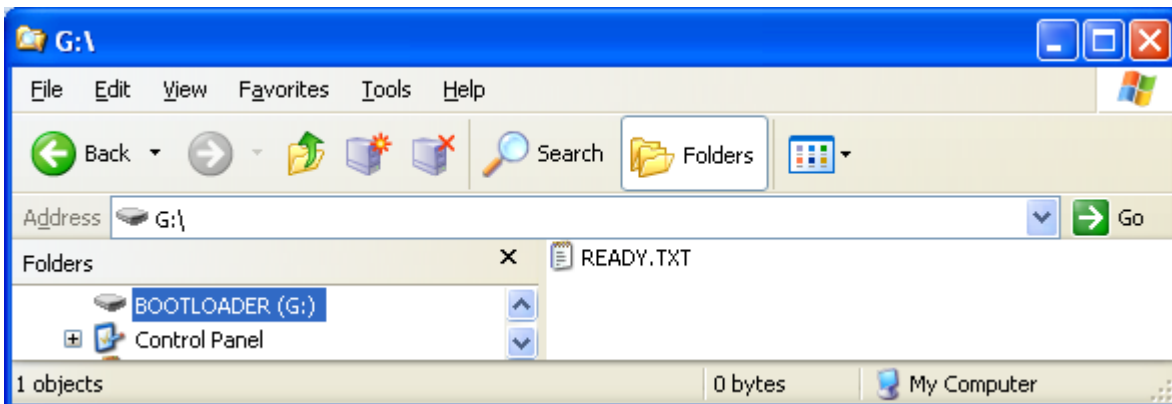 G:\
File Edit View Favorites Tools Help
Back Search Folders
Address G:\ Go
Folders READY.TXT
BOOTLOADER (G:)
Control Panel
1 objects 0 bytes My Computer